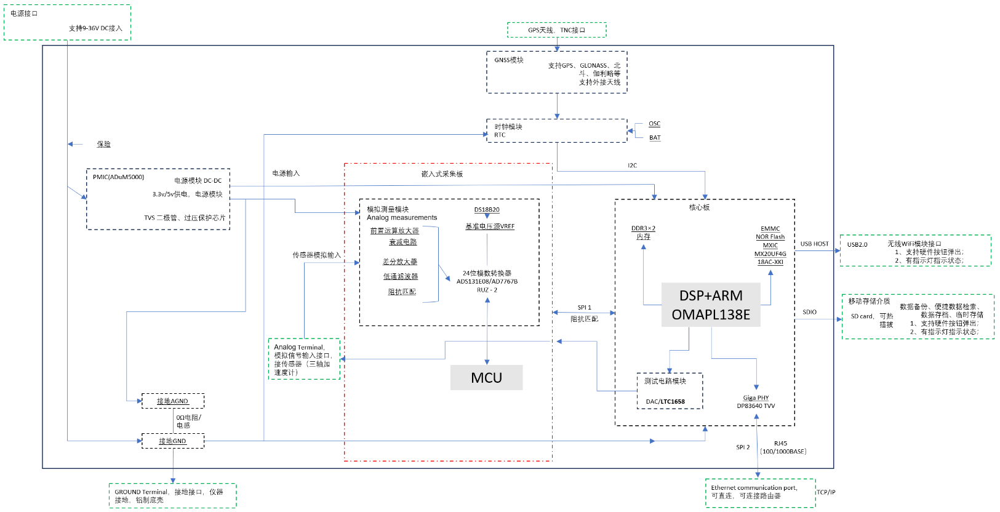 电源接口
支持9-36V DC接入
GPS天线，TNC接口
GNSS模块
支持GPS、GLONASS、北
斗、伽利略等
支持外接天线
时钟模块
RTC
OSC
BAT
保险
I2C
PMIC(ADuM5000)
电源模块 DC-DC
3.3v/5v供电，电源模块
TVS 二极管、过压保护芯片
电源输入
嵌入式采集板
模拟测量模块
Analog measurements
DS18B20
基准电压源VREF
前置运算放大器
衰减电路
差分放大器
低通滤波器
阻抗匹配
24位模数转换器
ADS131E08/AD7767B
RUZ - 2
传感器模拟输入
MCU
Analog Terminal，
模拟信号输入接口，
接传感器（三轴加
速度计）
SPI 1
阻抗匹配
核心板
DDR3×2
内存
EMMC
NOR Flash
MXIC
MX20UF4G
18AC-XKI
DSP+ARM
OMAPL138E
测试电路模块
DAC/LTC1658
Giga PHY
DP83640 TVV
USB HOST
USB2.0
无线WiFi模块接口
1、支持硬件按钮弹出；
2、有指示灯指示状态；
SDIO
移动存储介质
SD card，可热
插拔
数据备份、便捷数据检索、
数据存档、临时存储
1、支持硬件按钮弹出；
2、有指示灯指示状态；
接地AGND
0Ω电阻/
电感
接地GND
SPI 2
RJ45
（100/1000BASE）
GROUND Terminal，接地接口，仪器
接地，铝制底壳
Ethernet communication port，
可直连，可连接路由器
TCP/IP